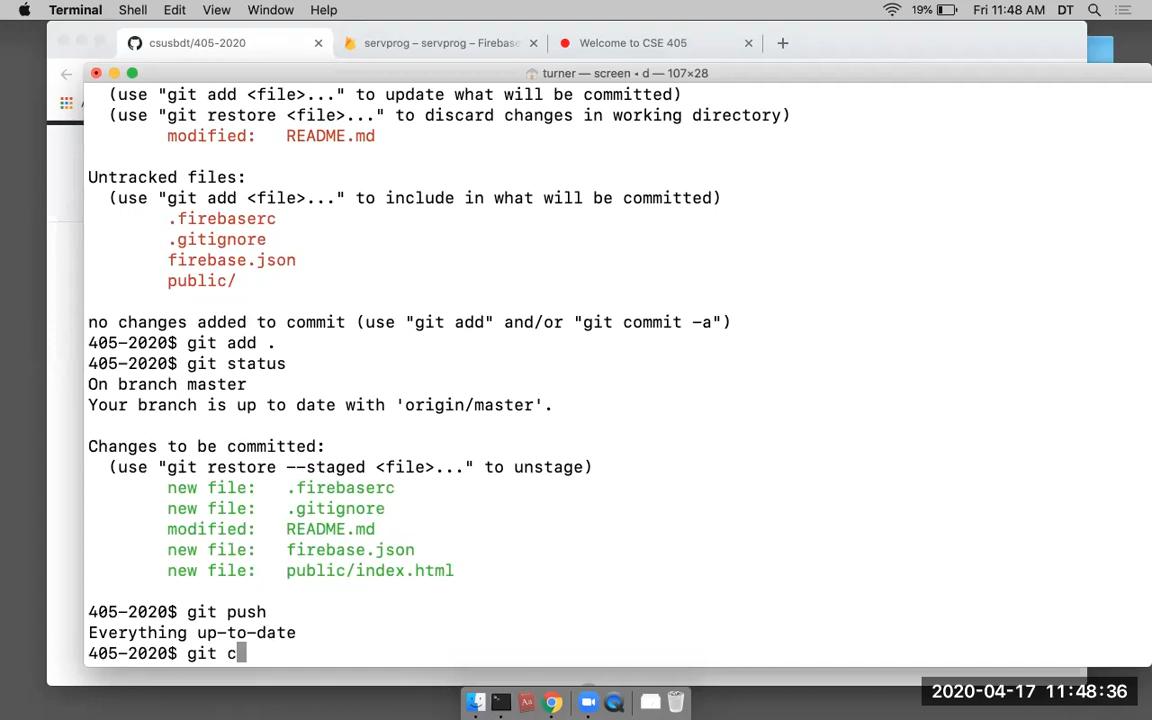 Terminal Shell Edit View Window Help 19% Fri 11:48 AM DT
csusbdt/405-2020 servprog – servprog – Firebase Welcome to CSE 405
turner — screen ◂ d — 107×28
(use "git add <file>..." to update what will be committed)
(use "git restore <file>..." to discard changes in working directory)
modified: README.md
Untracked files:
(use "git add <file>..." to include in what will be committed)
.firebaserc
.gitignore
firebase.json
public/
no changes added to commit (use "git add" and/or "git commit -a")
405-2020$ git add .
405-2020$ git status
On branch master
Your branch is up to date with 'origin/master'.
Changes to be committed:
(use "git restore --staged <file>..." to unstage)
new file: .firebaserc
new file: .gitignore
modified: README.md
new file: firebase.json
new file: public/index.html
405-2020$ git push
Everything up-to-date
405-2020$ git c
2020-04-17 11:48:36